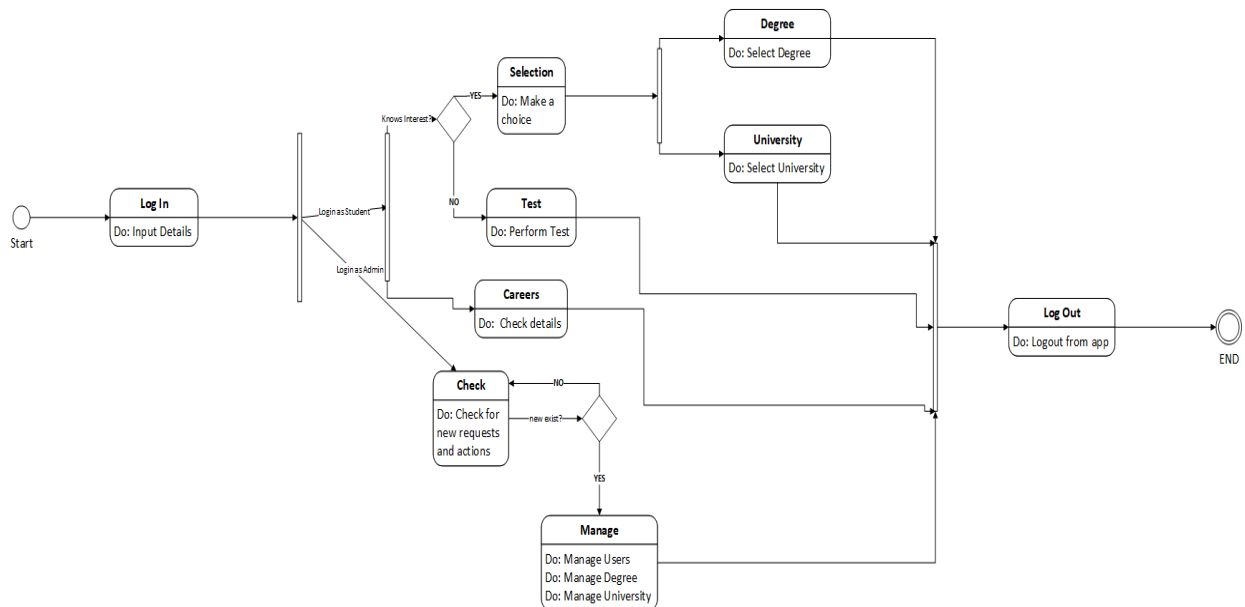 Degree
Do: Select Degree
Selection
Do: Make a
choice
YES
Knows Interest?
University
Do: Select University
Log In
Do: Input Details
Start
Login as Student
NO
Test
Do: Perform Test
Login as Admin
Careers
Do: Check details
Log Out
Do: Logout from app
END
Check
Do: Check for
new requests
and actions
NO
new exist?
YES
Manage
Do: Manage Users
Do: Manage Degree
Do: Manage University